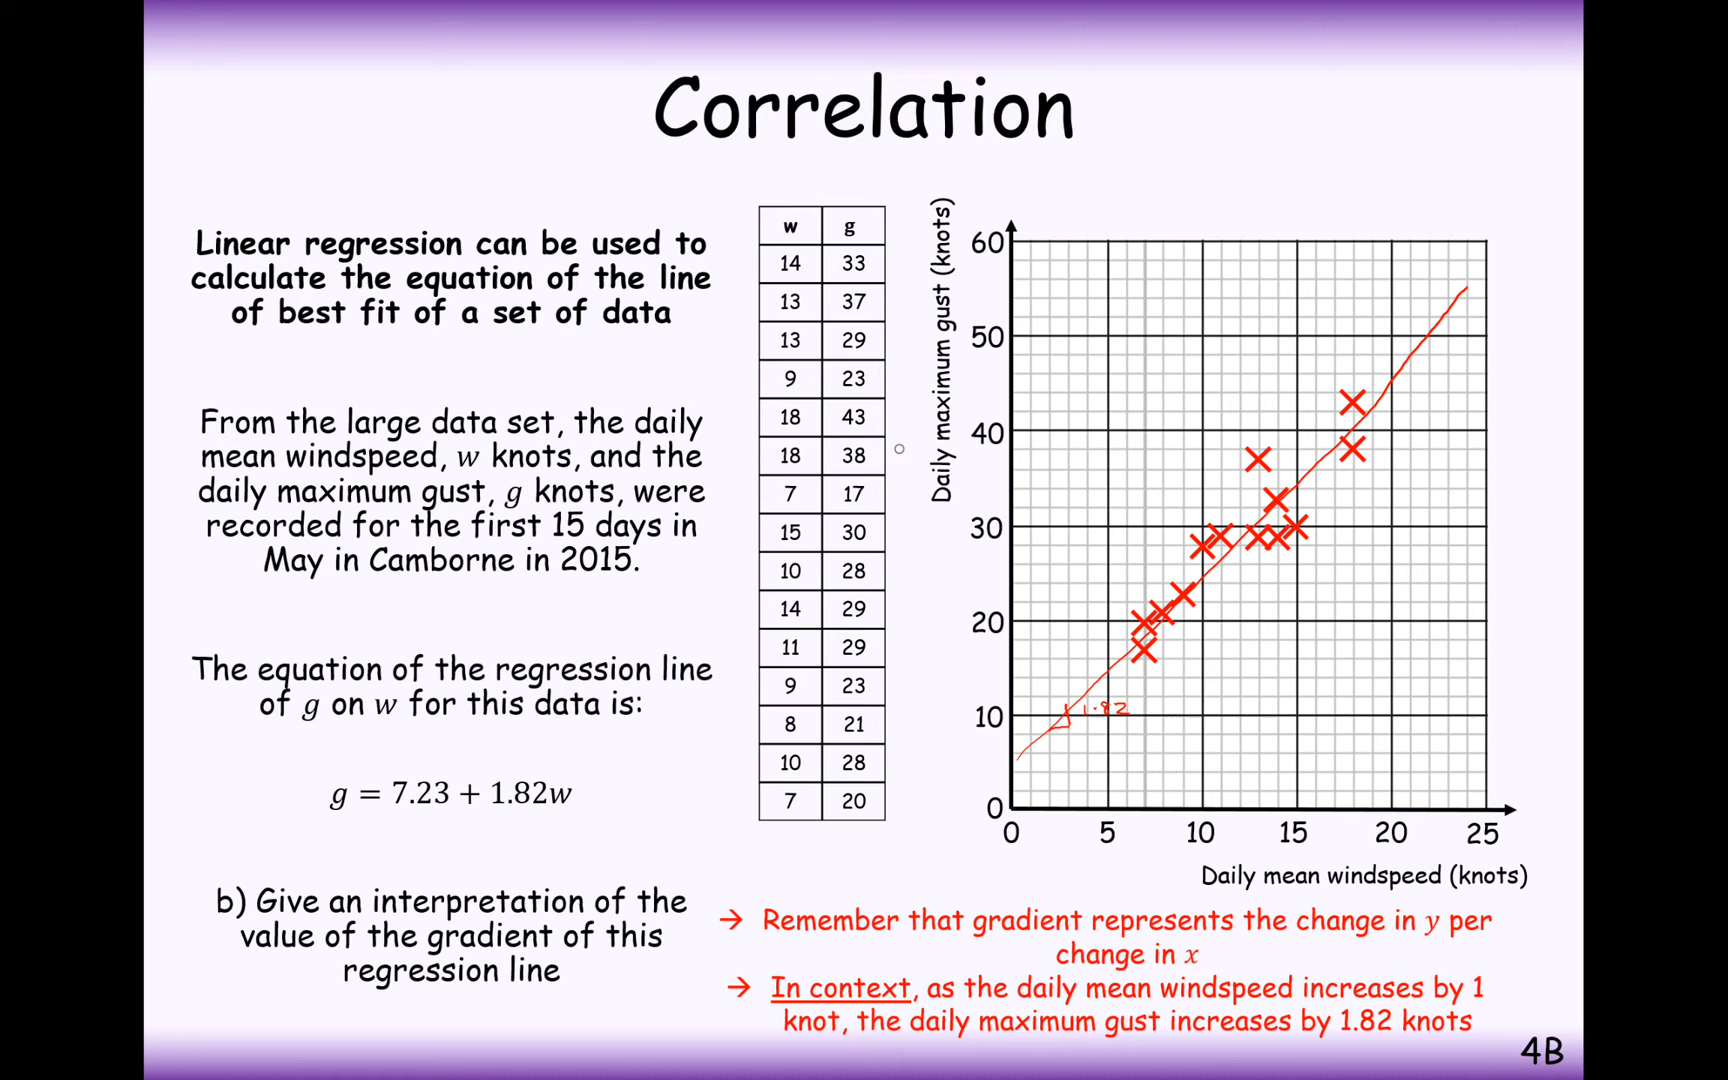 Correlation
Linear regression can be used to
calculate the equation of the line
of best fit of a set of data
From the large data set, the daily
mean windspeed, w knots, and the
daily maximum gust, g knots, were
recorded for the first 15 days in
May in Camborne in 2015.
The equation of the regression line
of g on w for this data is:
g = 7.23 + 1.82w
b) Give an interpretation of the
value of the gradient of this
regression line
w g
14 33
13 37
13 29
9 23
18 43
18 38
7 17
15 30
10 28
14 29
11 29
9 23
8 21
10 28
7 20
Daily maximum gust (knots)
60
50
40
30
20
10
0
1.82
0 5 10 15 20 25
Daily mean windspeed (knots)
→ Remember that gradient represents the change in y per
change in x
→ In context, as the daily mean windspeed increases by 1
knot, the daily maximum gust increases by 1.82 knots
4B